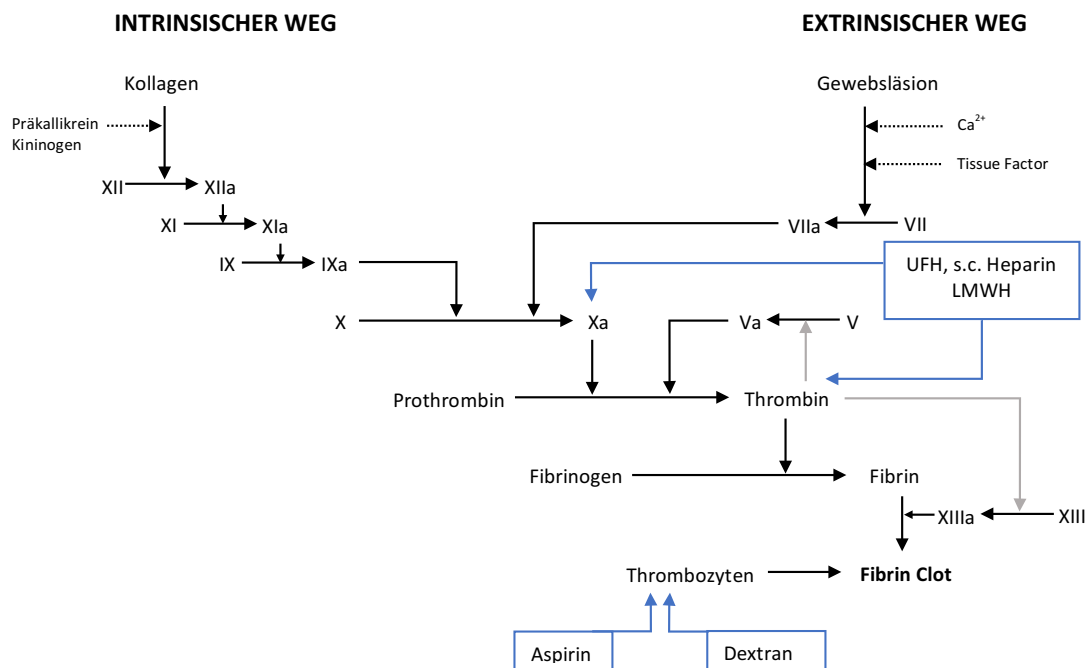 INTRINSISCHER WEG
EXTRINSISCHER WEG
Kollagen
Gewebsläsion
Präkallikrein
Kininogen
Ca2+
Tissue Factor
XII
XIIa
XI
XIa
VIIa
VII
IX
IXa
UFH, s.c. Heparin
LMWH
X
Xa
Va
V
Prothrombin
Thrombin
Fibrinogen
Fibrin
XIIIa
XIII
Thrombozyten
Fibrin Clot
Aspirin
Dextran